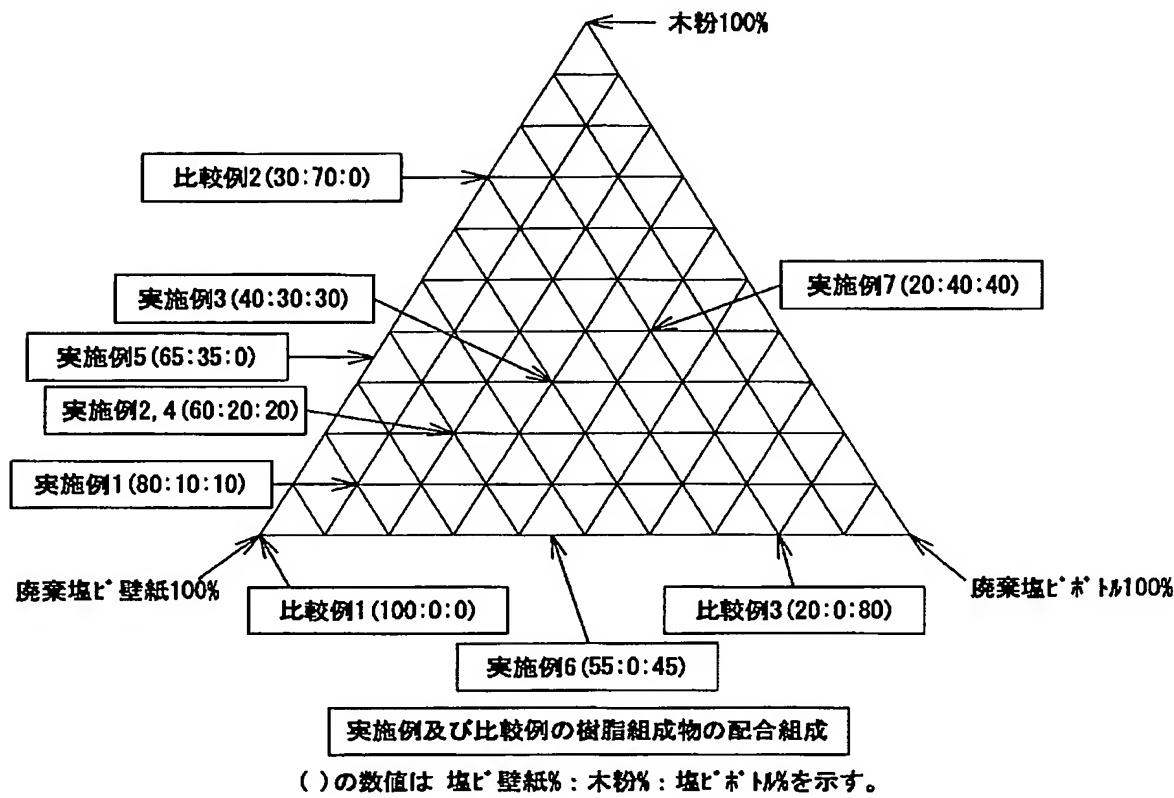 木粉100%
比較例2(30:70:0)
実施例3(40:30:30)
実施例7(20:40:40)
実施例5(65:35:0)
実施例2,4(60:20:20)
実施例1(80:10:10)
廃棄塩ビ壁紙100%
廃棄塩ビボトル100%
比較例1(100:0:0)
比較例3(20:0:80)
実施例6(55:0:45)
実施例及び比較例の樹脂組成物の配合組成
( )の数値は 塩ビ壁紙%:木粉%:塩ビボトル%を示す。